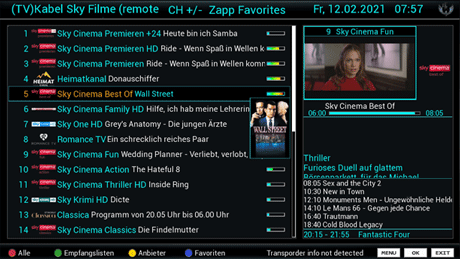 (TV)Kabel Sky Filme (remote CH +/- Zapp Favorites Fr, 12.02.2021 07:57
1 Sky Cinema Premieren +24 Heute bin ich Samba
2 Sky Cinema Premieren HD Ride - Wenn Spaß in Wellen k
3 Sky Cinema Premieren Ride - Wenn Spaß in Wellen komm
4 HEIMAT Heimatkanal Donauschiffer
5 Sky Cinema Best Of Wall Street
6 Sky Cinema Family HD Hilfe, ich hab meine Lehrerin
7 Sky One HD Grey's Anatomy - Die jungen Ärzte
8 Romance TV Ein schrecklich reiches Paar
9 Sky Cinema Fun Wedding Planner - Verliebt, verlobt,
10 Sky Cinema Action The Hateful 8
11 Sky Cinema Thriller HD Inside Ring
12 Sky Krimi HD Dicte
13 Classica Programm von 20.05 Uhr bis 06.00 Uhr
14 Sky Cinema Classics Die Findelmutter
WALL STREET
9 Sky Cinema Fun
Sky Cinema Best Of
06:00 08:05
Thriller
Furioses Duell auf glattem
Börsenparkett, für das Michael
08:05 Sex and the City 2
10:30 New in Town
12:10 Monuments Men - Ungewöhnliche Held
14:10 Le Mans 66 - Gegen jede Chance
16:40 Trautmann
18:40 Cold Blooded Legacy
20:15 - 21:55 Fantastic Four
Alle Empfangslisten Anbieter Favoriten Transporder info not detected MENU OK EXIT